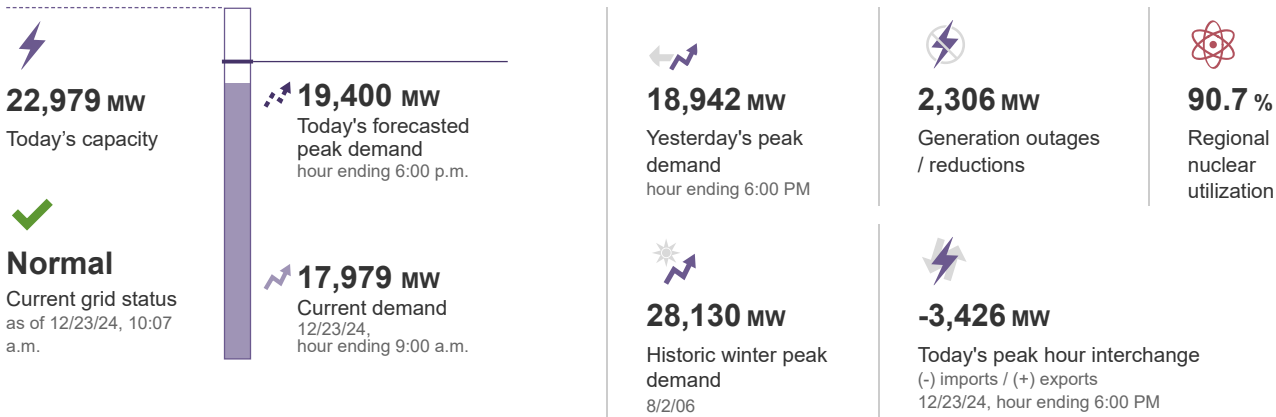 22,979 MW
Today's capacity
Normal
Current grid status
as of 12/23/24, 10:07
a.m.
19,400 MW
Today's forecasted
peak demand
hour ending 6:00 p.m.
17,979 MW
Current demand
12/23/24,
hour ending 9:00 a.m.
18,942 MW
Yesterday's peak
demand
hour ending 6:00 PM
2,306 MW
Generation outages
/ reductions
90.7 %
Regional
nuclear
utilization
28,130 MW
Historic winter peak
demand
8/2/06
-3,426 MW
Today's peak hour interchange
(-) imports / (+) exports
12/23/24, hour ending 6:00 PM